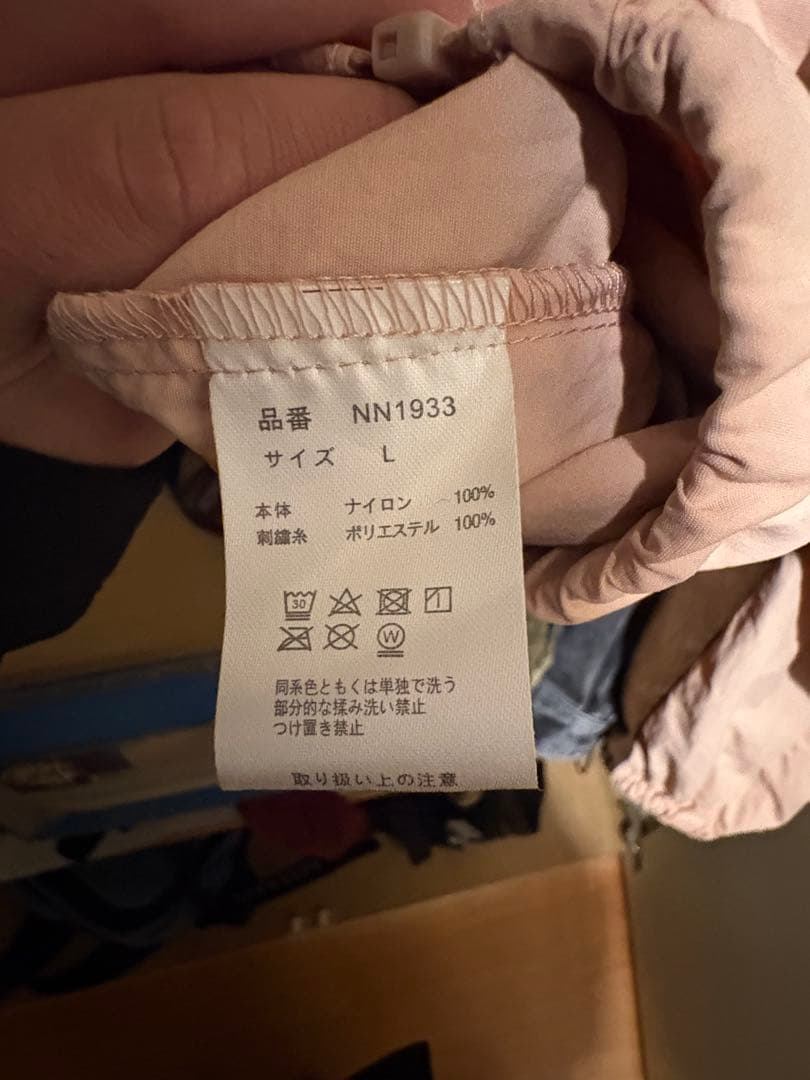 品番 NN1933
サイズ L
本体 ナイロン 100%
刺繍糸 ポリエステル 100%
30
W
同系色ともくは単独で洗う
部分的な揉み洗い禁止
つけ置き禁止
取り扱い上の注意